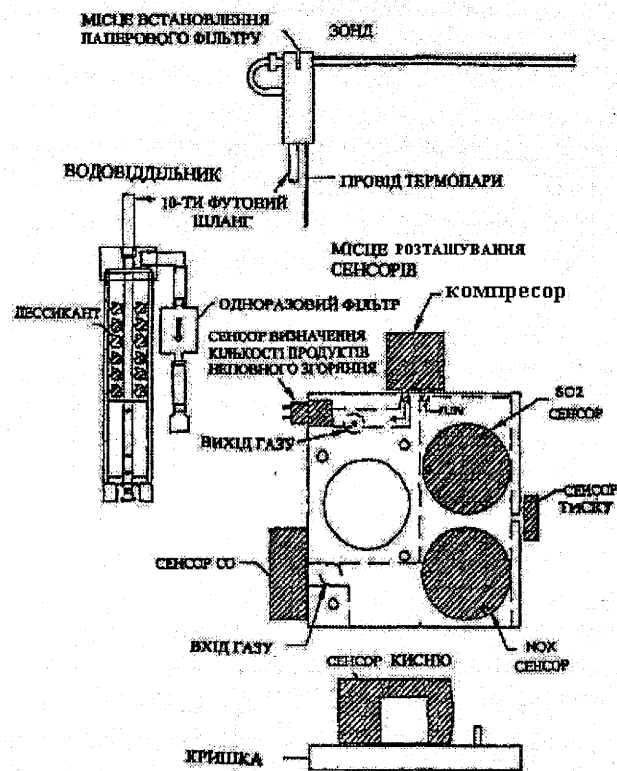 МІСЦЕ ВСТАНОВЛЕННЯ
ПАПЕРОВОГО ФІЛЬТРУ
ЗОНД
ВОДОВІДДЕЛЬНИК
10-ТИ ФУТОВИЙ
ШЛАНГ
ПРОВІД ТЕРМОПАРИ
МІСЦЕ РОЗТАШУВАННЯ
СЕНСОРІВ
компресор
ДЕССИКАНТ
ОДНОРАЗОВИЙ ФІЛЬТР
СЕНСОР ВИЗНАЧЕННЯ
КІЛЬКОСТІ ПРОДУКТІВ
НЕПОВНОГО ЗГОРЯННЯ
SO2
СЕНСОР
ВИХІД ГАЗУ
СЕНСОР
ТИСКУ
СЕНСОР CO
ВХІД ГАЗУ
NOX
СЕНСОР
СЕНСОР КИСНЮ
КРИШКА